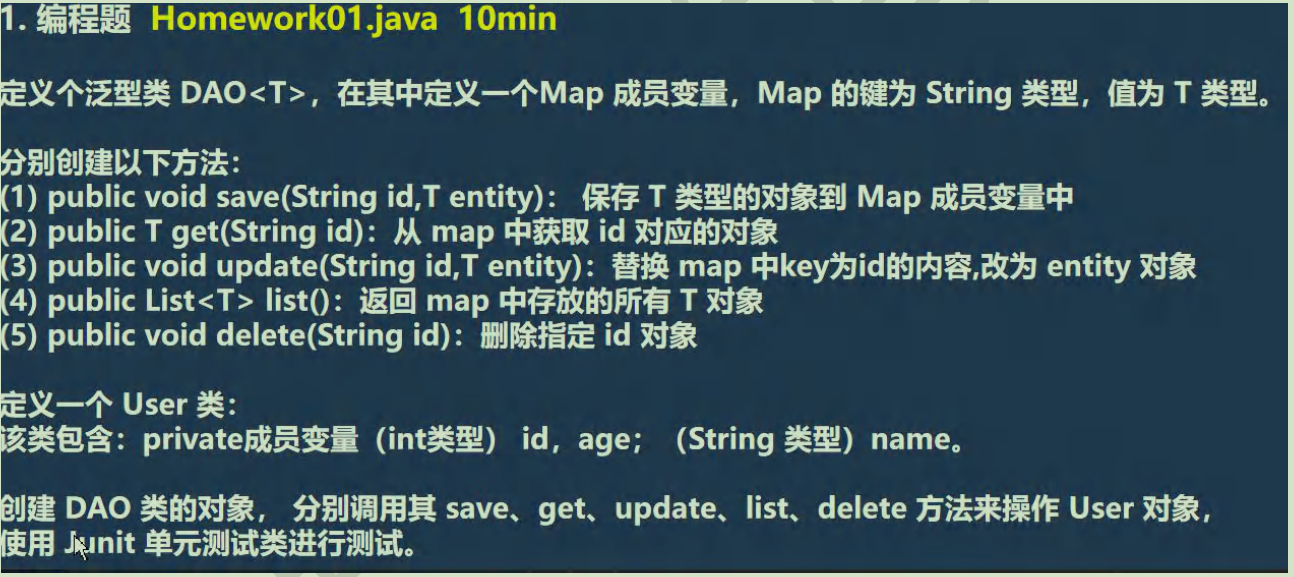 1. 编程题 Homework01.java 10min
定义个泛型类 DAO<T>，在其中定义一个Map 成员变量，Map 的键为 String 类型，值为 T 类型。
分别创建以下方法：
(1) public void save(String id,T entity)： 保存 T 类型的对象到 Map 成员变量中
(2) public T get(String id)：从 map 中获取 id 对应的对象
(3) public void update(String id,T entity)：替换 map 中key为id的内容,改为 entity 对象
(4) public List<T> list()：返回 map 中存放的所有 T 对象
(5) public void delete(String id)：删除指定 id 对象
定义一个 User 类：
该类包含：private成员变量（int类型） id，age；（String 类型）name。
创建 DAO 类的对象， 分别调用其 save、get、update、list、delete 方法来操作 User 对象，
使用 Junit 单元测试类进行测试。